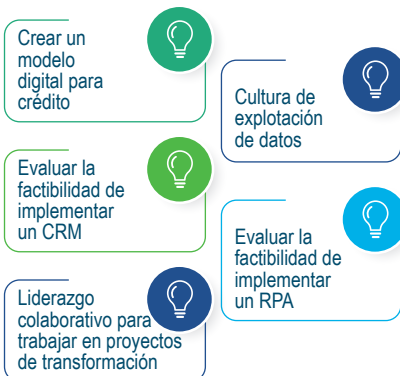 Crear un
modelo
digital para
crédito
Cultura de
explotación
de datos
Evaluar la
factibilidad de
implementar
un CRM
Evaluar la
factibilidad de
implementar
un RPA
Liderazgo
colaborativo para
trabajar en proyectos
de transformación